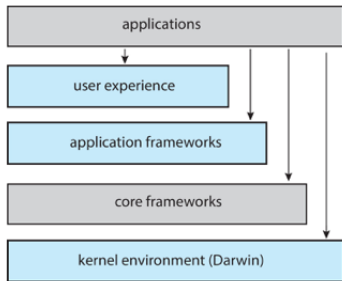 applications
user experience
application frameworks
core frameworks
kernel environment (Darwin)